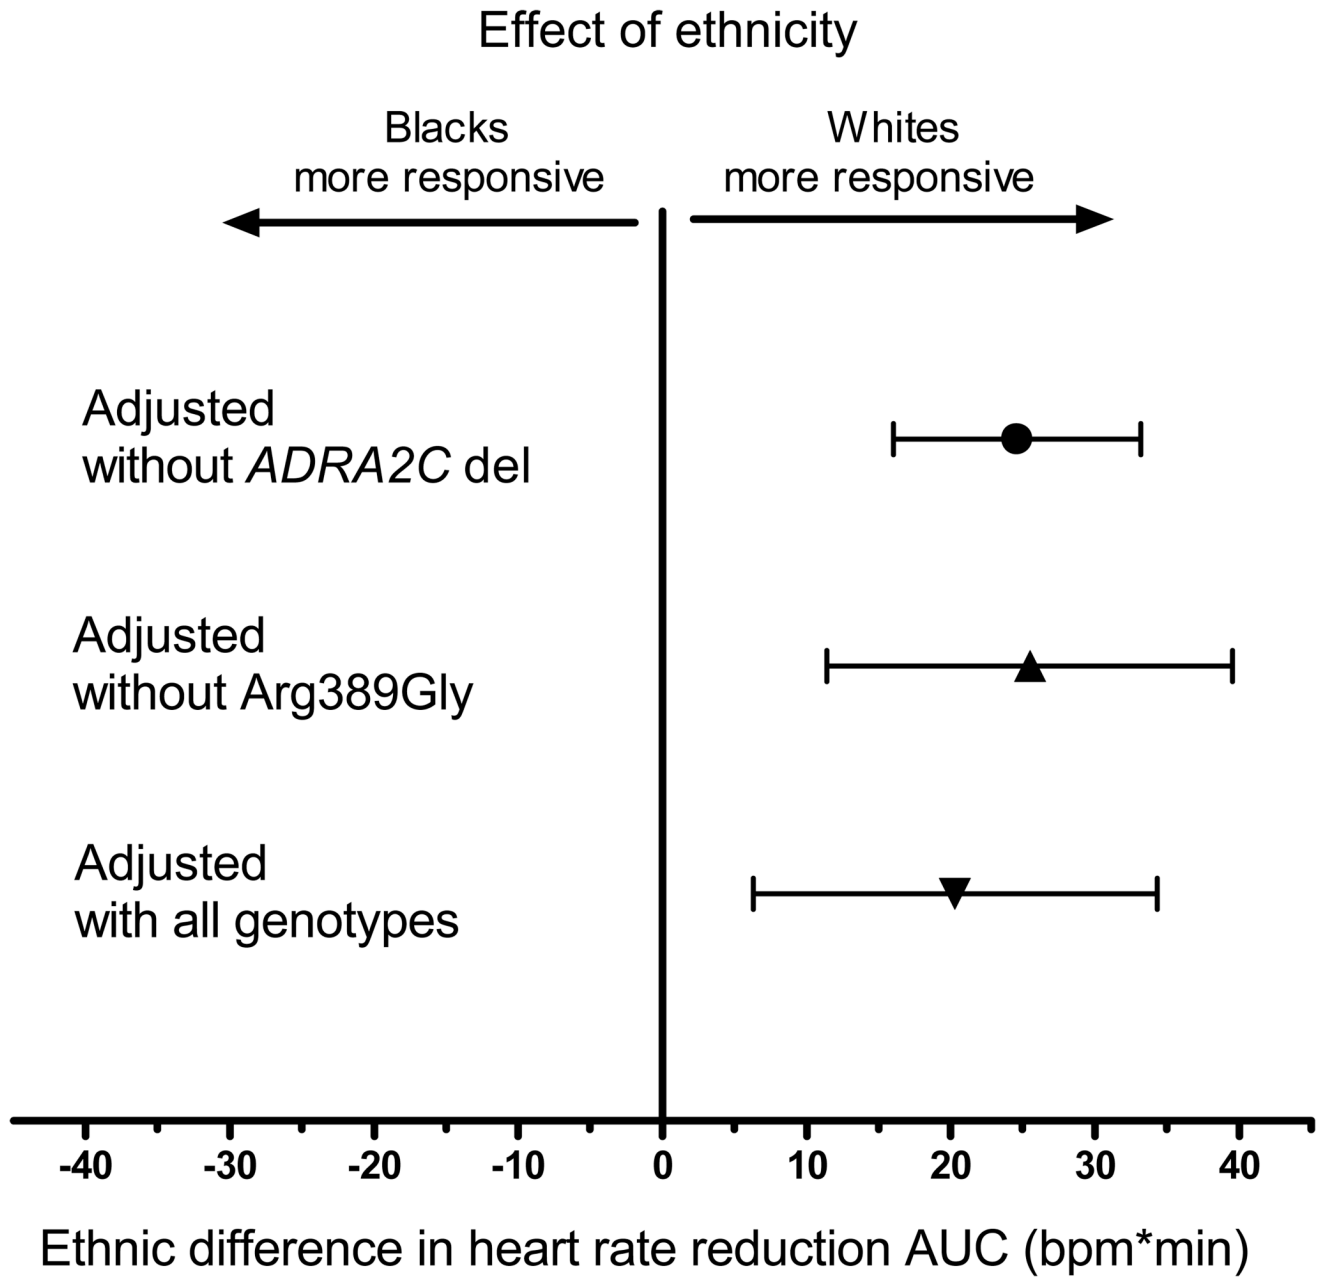 Effect of ethnicity
Blacks
more responsive
Whites
more responsive
Adjusted
without ADRA2C del
Adjusted
without Arg389Gly
Adjusted
with all genotypes
-40 -30 -20 -10 0 10 20 30 40
Ethnic difference in heart rate reduction AUC (bpm*min)